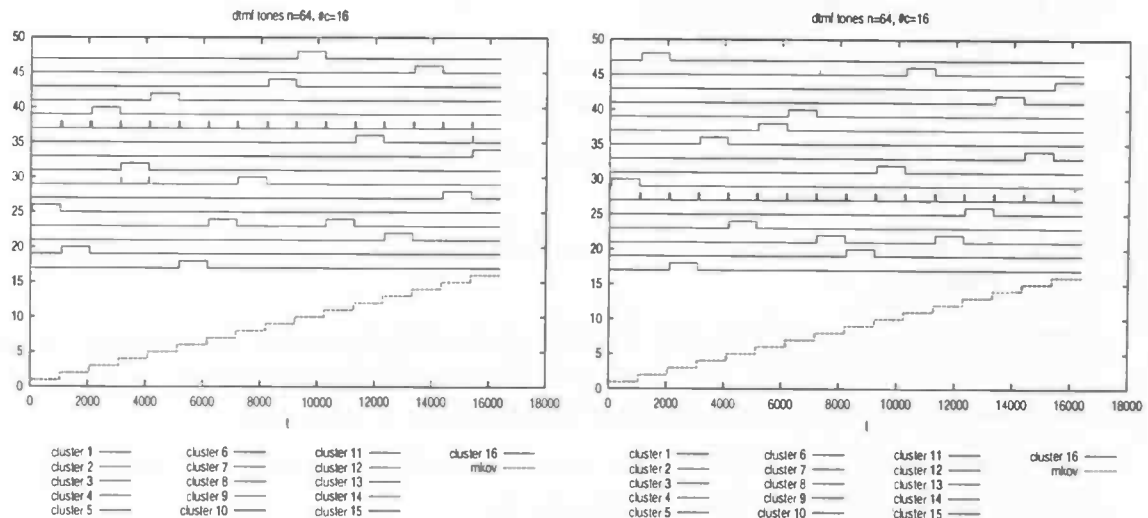 dtmf tones n=64, #c=16
50
45
40
35
30
25
20
15
10
5
0
0 2000 4000 6000 8000 10000 12000 14000 16000 18000
t
cluster 1 cluster 6 cluster 11 cluster 16
cluster 2 cluster 7 cluster 12 mkov
cluster 3 cluster 8 cluster 13
cluster 4 cluster 9 cluster 14
cluster 5 cluster 10 cluster 15
dtmf tones n=64, #c=16
50
45
40
35
30
25
20
15
10
5
0
0 2000 4000 6000 8000 10000 12000 14000 16000 18000
t
cluster 1 cluster 6 cluster 11 cluster 16
cluster 2 cluster 7 cluster 12 mkov
cluster 3 cluster 8 cluster 13
cluster 4 cluster 9 cluster 14
cluster 5 cluster 10 cluster 15